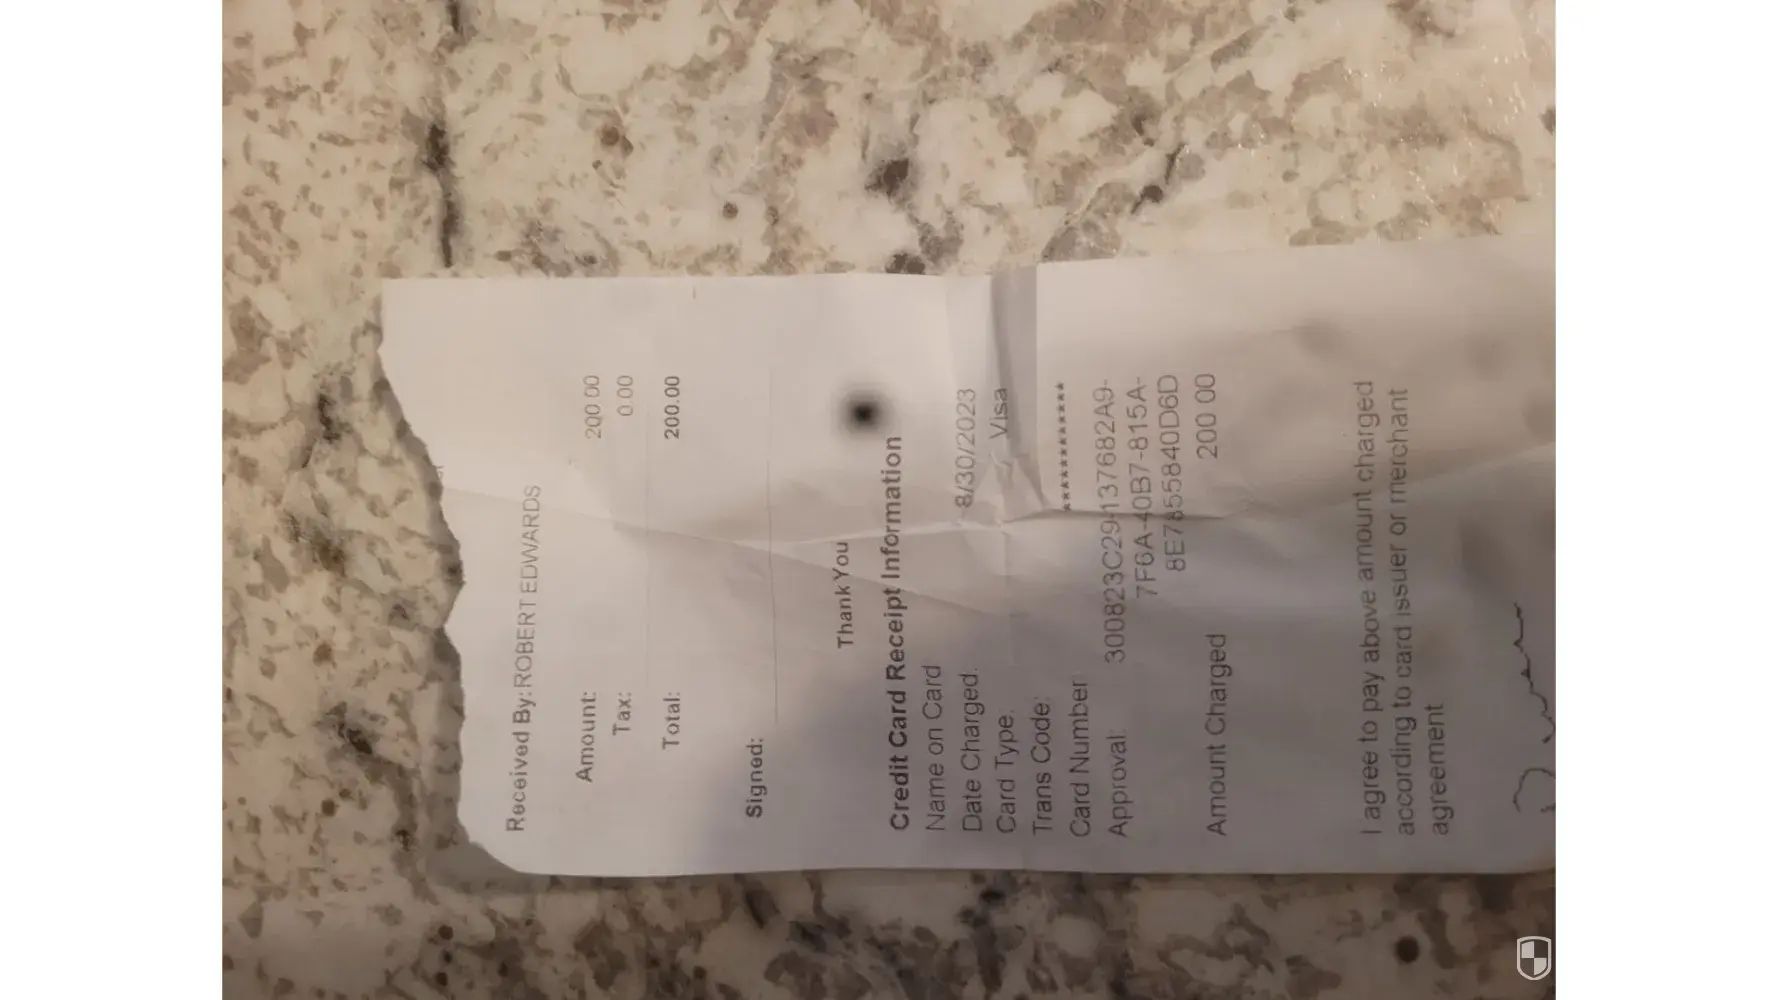 Received By: ROBERT EDWARDS
Amount: 200.00
Tax: 0.00
Total: 200.00
Signed:
Thank You
Credit Card Receipt Information
Name on Card
Date Charged: 8/30/2023
Card Type: Visa
Trans Code:
Card Number ************
Approval: 300823C29-137682A9-
7F6A-40B7-815A-
8E7855840D6D
Amount Charged 200.00
I agree to pay above amount charged
according to card issuer or merchant
agreement